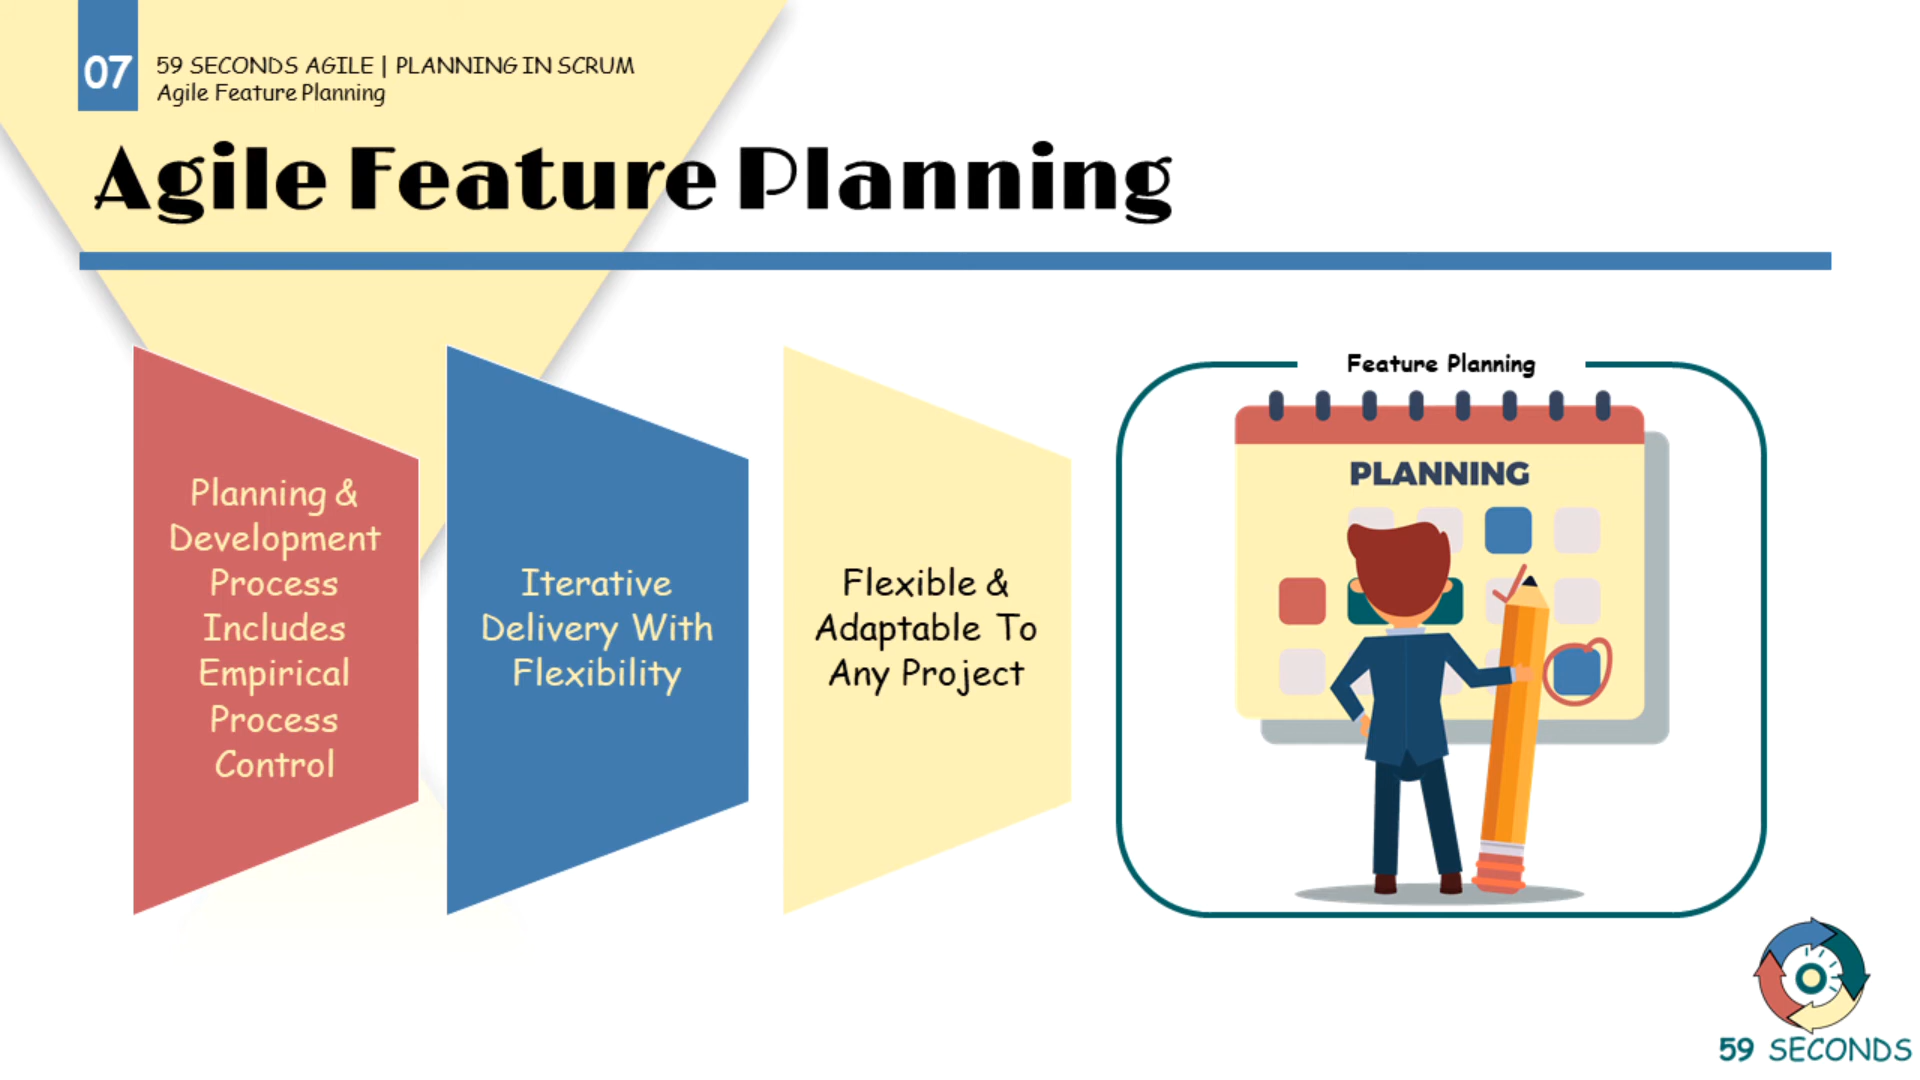 07
59 SECONDS AGILE | PLANNING IN SCRUM
Agile Feature Planning
Agile Feature Planning
Planning &
Development
Process
Includes
Empirical
Process
Control
Iterative
Delivery With
Flexibility
Flexible &
Adaptable To
Any Project
Feature Planning
PLANNING
59 SECONDS